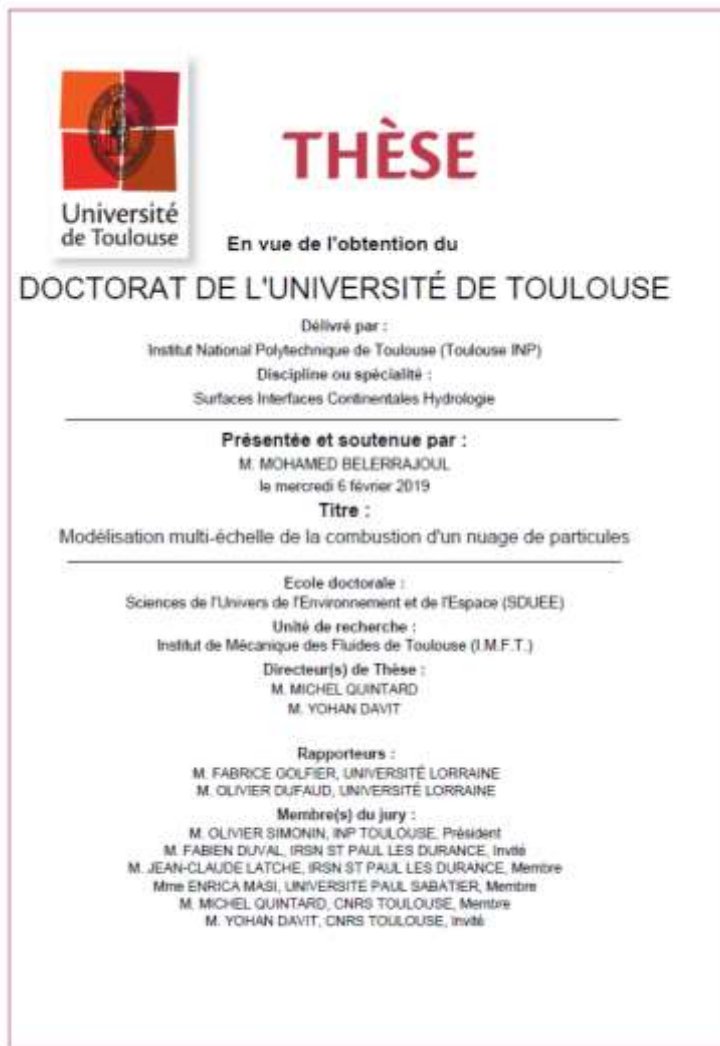 Université
de Toulouse
THÈSE
En vue de l'obtention du
DOCTORAT DE L'UNIVERSITÉ DE TOULOUSE
Délivré par :
Institut National Polytechnique de Toulouse (Toulouse INP)
Discipline ou spécialité :
Surfaces Interfaces Continentales Hydrologie
Présentée et soutenue par :
M. MOHAMED BELERRAJOUL
le mercredi 6 février 2019
Titre :
Modélisation multi-échelle de la combustion d'un nuage de particules
Ecole doctorale :
Sciences de l'Univers de l'Environnement et de l'Espace (SDUEE)
Unité de recherche :
Institut de Mécanique des Fluides de Toulouse (I.M.F.T.)
Directeur(s) de Thèse :
M. MICHEL QUINTARD
M. YOHAN DAVIT
Rapporteurs :
M. FABRICE GOLFIER, UNIVERSITÉ LORRAINE
M. OLIVIER DUFAUD, UNIVERSITÉ LORRAINE
Membre(s) du jury :
M. OLIVIER SIMONIN, INP TOULOUSE, Président
M. FABIEN DUVAL, IRSN ST PAUL LES DURANCE, Invité
M. JEAN-CLAUDE LATCHE, IRSN ST PAUL LES DURANCE, Membre
Mme ENRICA MASI, UNIVERSITE PAUL SABATIER, Membre
M. MICHEL QUINTARD, CNRS TOULOUSE, Membre
M. YOHAN DAVIT, CNRS TOULOUSE, Invité